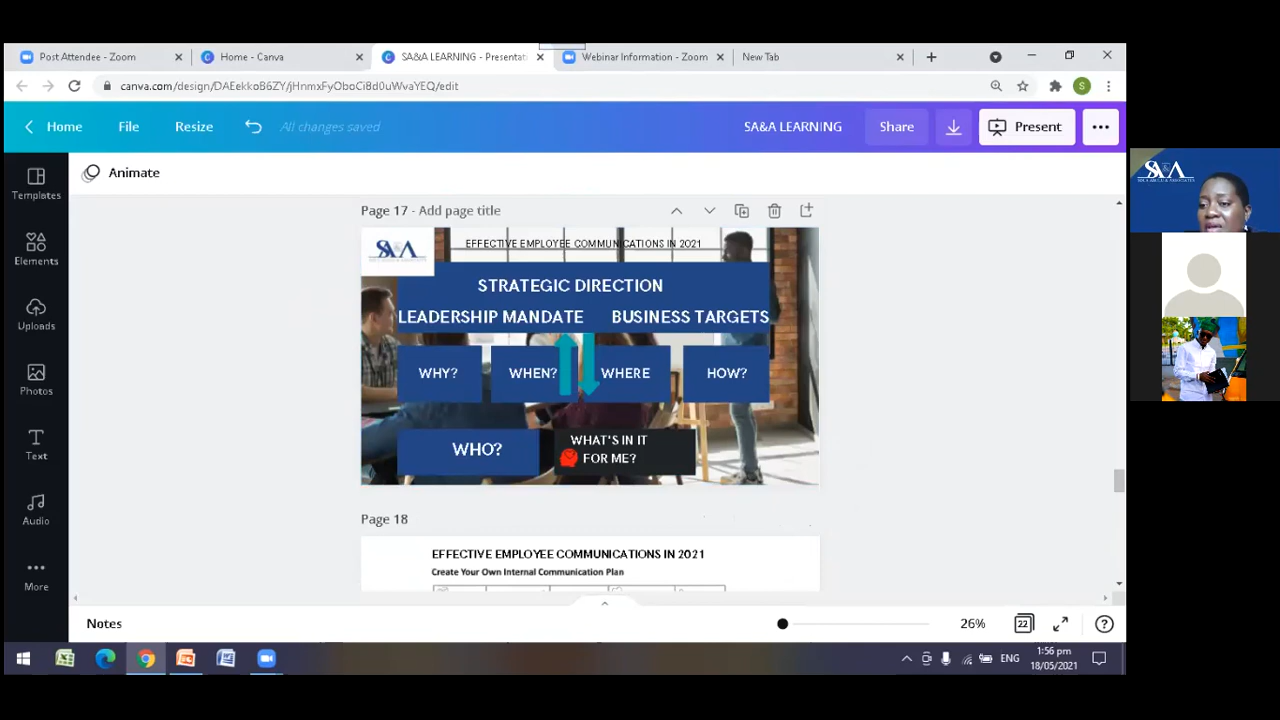 Post Attendee - Zoom
Home - Canva
SA&A LEARNING - Presentati
Webinar Information - Zoom
New Tab
canva.com/design/DAEekkoB6ZY/jHnmxFyOboCi8d0uWvaYEQ/edit
S
Home
File
Resize
All changes saved
SA&A LEARNING
Share
Present
Animate
Templates
Elements
Uploads
Photos
Text
Audio
More
Page 17 - Add page title
S&A
EFFECTIVE EMPLOYEE COMMUNICATIONS IN 2021
STRATEGIC DIRECTION
LEADERSHIP MANDATE BUSINESS TARGETS
WHY?
WHEN?
WHERE
HOW?
WHO?
WHAT'S IN IT
FOR ME?
Page 18
EFFECTIVE EMPLOYEE COMMUNICATIONS IN 2021
Create Your Own Internal Communication Plan
Notes
26%
22
ENG
1:56 pm
18/05/2021
S&A